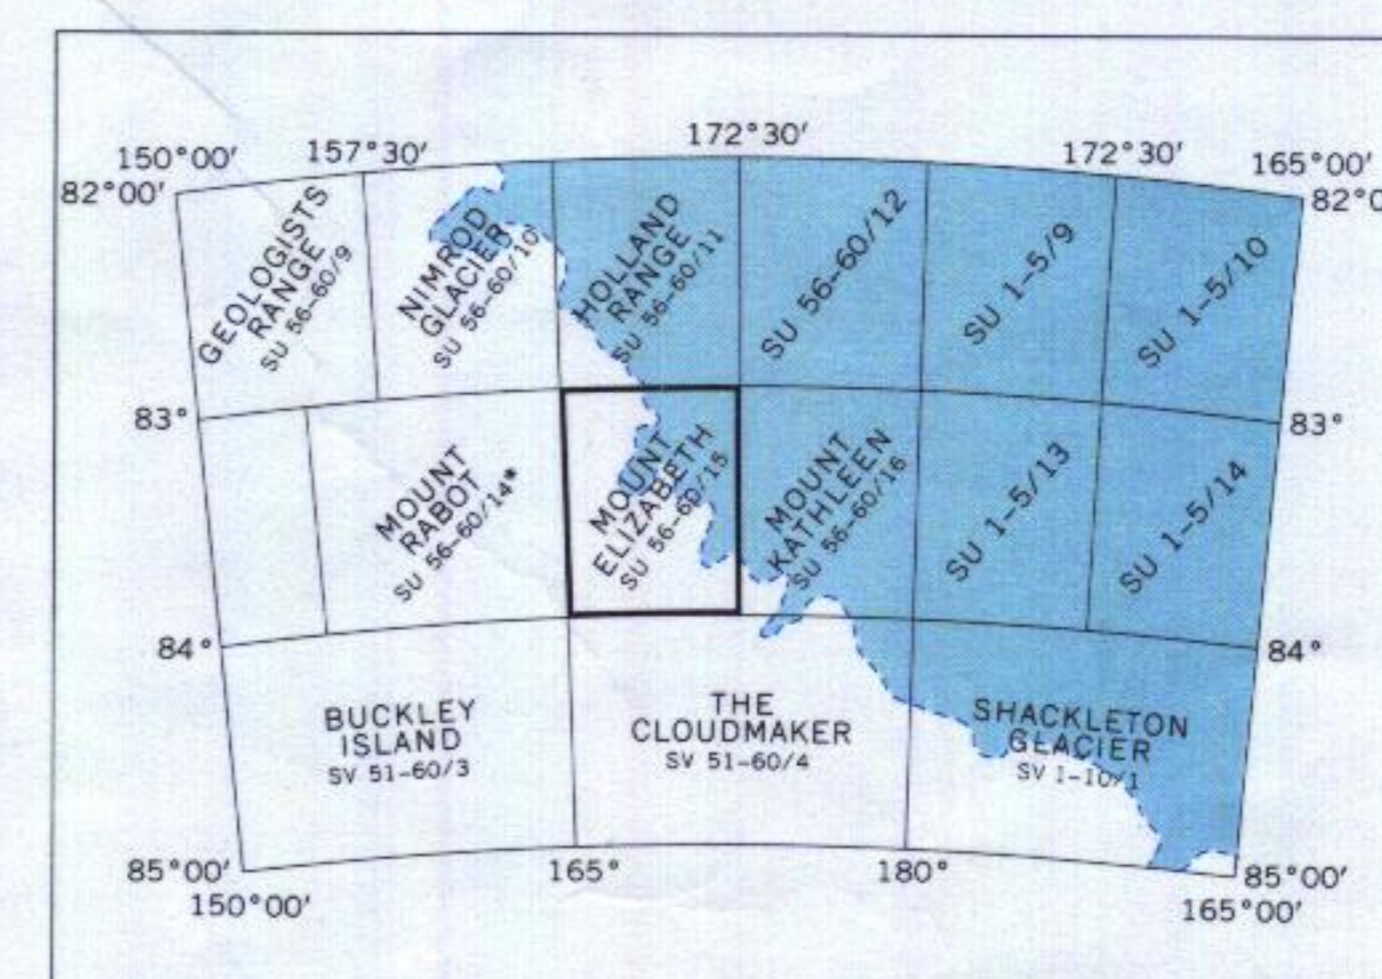 172°30′
150°00′ 157°30′ 172°30′ 165°00′
82°00′ 82°0
GEOLOGISTS
RANGE
SU 56-60/9
NIMROD
GLACIER
SU 56-60/10
HOLLAND
RANGE
SU 56-60/11
SU 56-60/12
SU 1-5/9
SU 1-5/10
83° 83°
MOUNT
RABOT
SU 56-60/14*
MOUNT
ELIZABETH
SU 56-60/15
MOUNT
KATHLEEN
SU 56-60/16
SU 1-5/13
SU 1-5/14
84° 84°
BUCKLEY
ISLAND
SV 51-60/3
THE
CLOUDMAKER
SV 51-60/4
SHACKLETON
GLACIER
SV 1-10/1
85°00′ 165° 180° 85°00′
150°00′ 165°00′